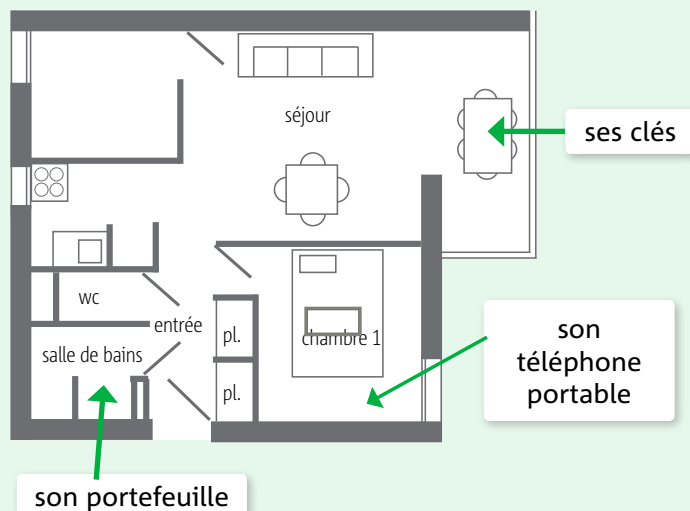 séjour
ses clés
wc
entrée
pl.
chambre 1
son
téléphone
portable
salle de bains
pl.
son portefeuille